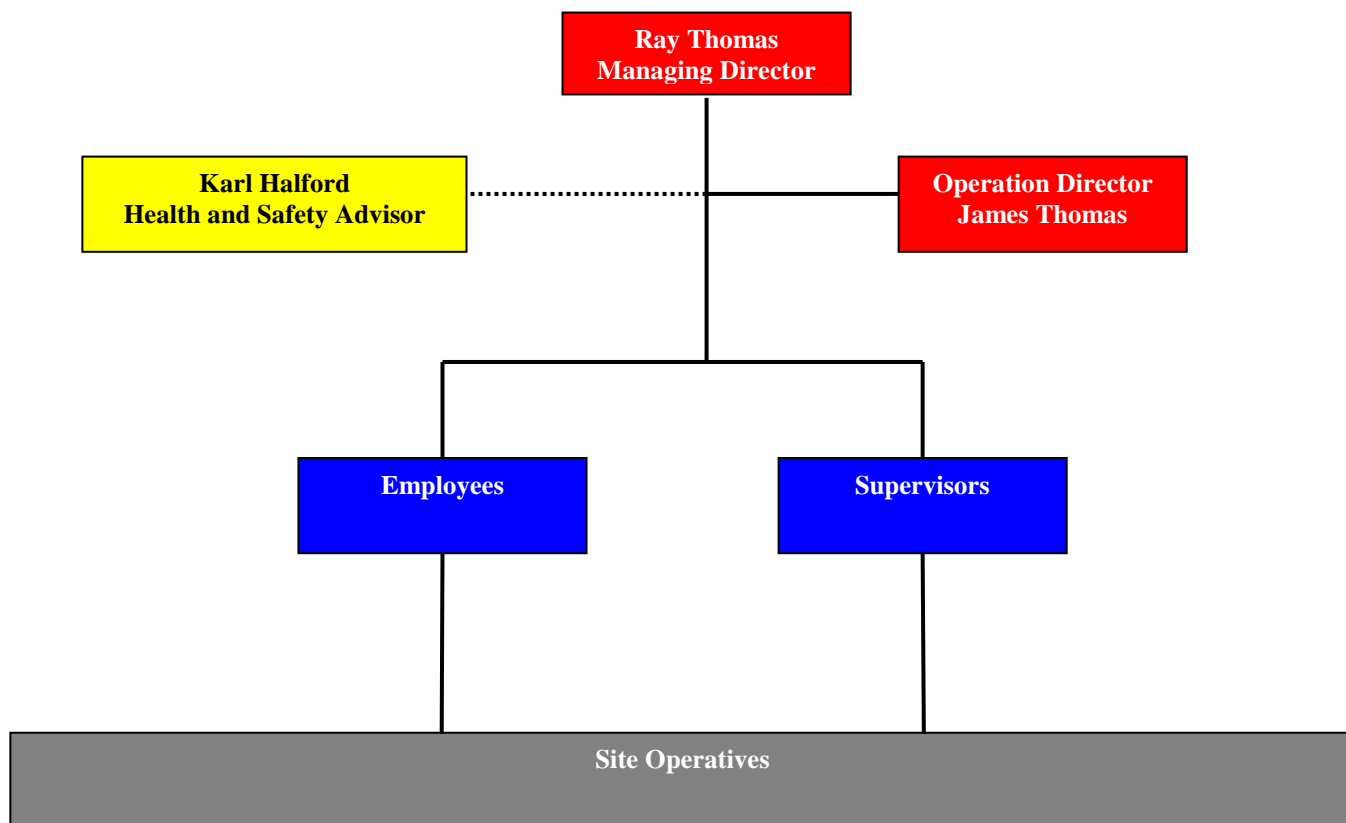 Ray Thomas
Managing Director
Karl Halford
Health and Safety Advisor
Operation Director
James Thomas
Employees
Supervisors
Site Operatives